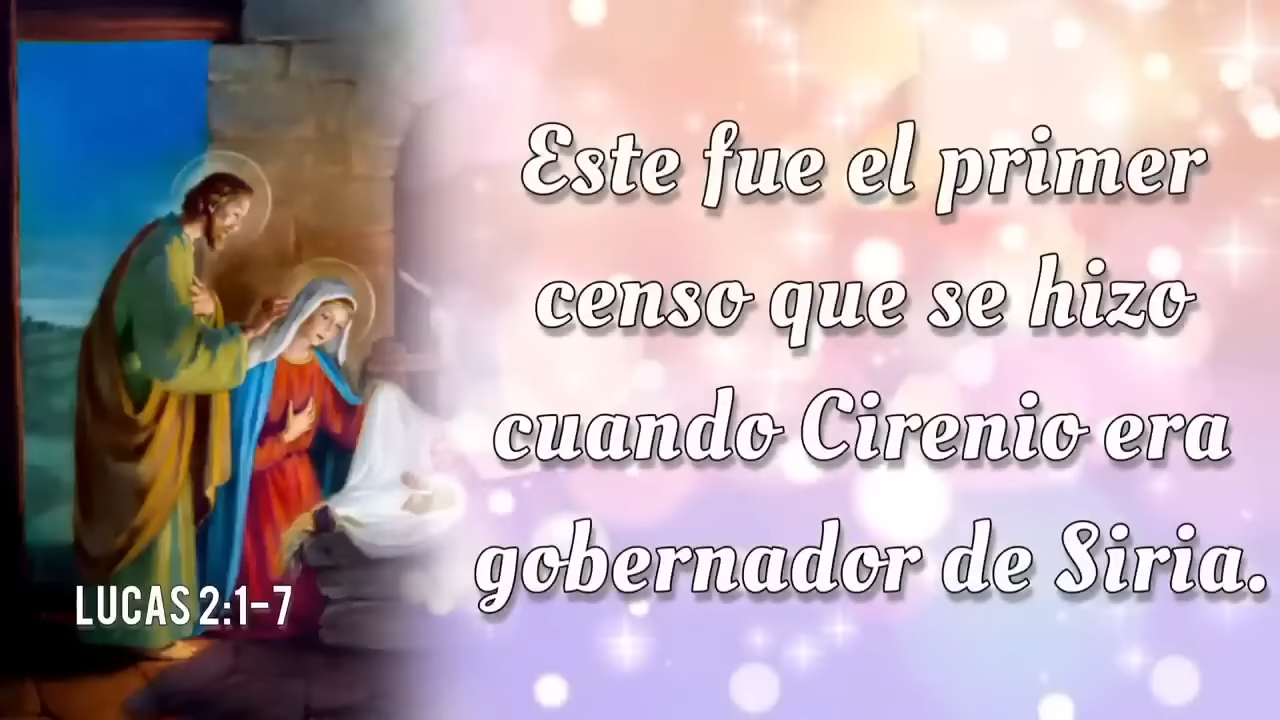 Este fue el primer
censo que se hizo
cuando Cirenio era
gobernador de Siria.
LUCAS 2:1-7